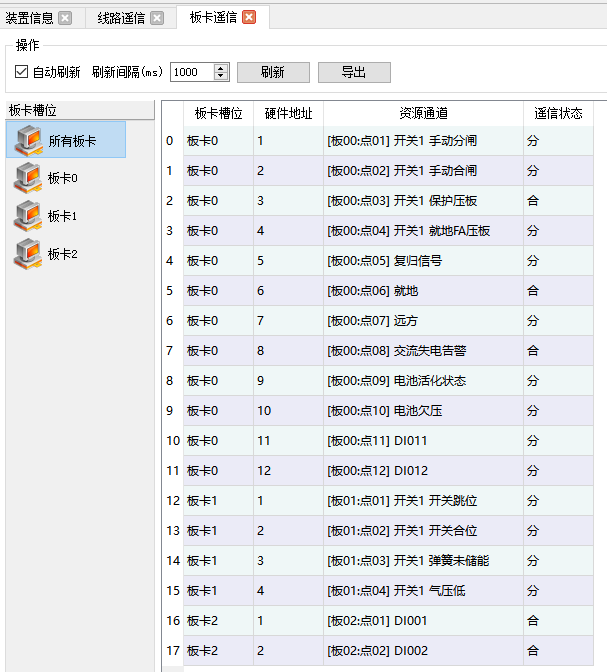 装置信息 线路遥信 板卡遥信
操作
自动刷新 刷新间隔(ms) 1000 刷新 导出
板卡槽位
所有板卡
板卡0
板卡1
板卡2
板卡槽位 硬件地址 资源通道 遥信状态
0 板卡0 1 [板00:点01] 开关1 手动分闸 分
1 板卡0 2 [板00:点02] 开关1 手动合闸 分
2 板卡0 3 [板00:点03] 开关1 保护压板 合
3 板卡0 4 [板00:点04] 开关1 就地FA压板 分
4 板卡0 5 [板00:点05] 复归信号 分
5 板卡0 6 [板00:点06] 就地 合
6 板卡0 7 [板00:点07] 远方 分
7 板卡0 8 [板00:点08] 交流失电告警 合
8 板卡0 9 [板00:点09] 电池活化状态 分
9 板卡0 10 [板00:点10] 电池欠压 分
10 板卡0 11 [板00:点11] DI011 分
11 板卡0 12 [板00:点12] DI012 分
12 板卡1 1 [板01:点01] 开关1 开关跳位 分
13 板卡1 2 [板01:点02] 开关1 开关合位 分
14 板卡1 3 [板01:点03] 开关1 弹簧未储能 分
15 板卡1 4 [板01:点04] 开关1 气压低 分
16 板卡2 1 [板02:点01] DI001 合
17 板卡2 2 [板02:点02] DI002 合